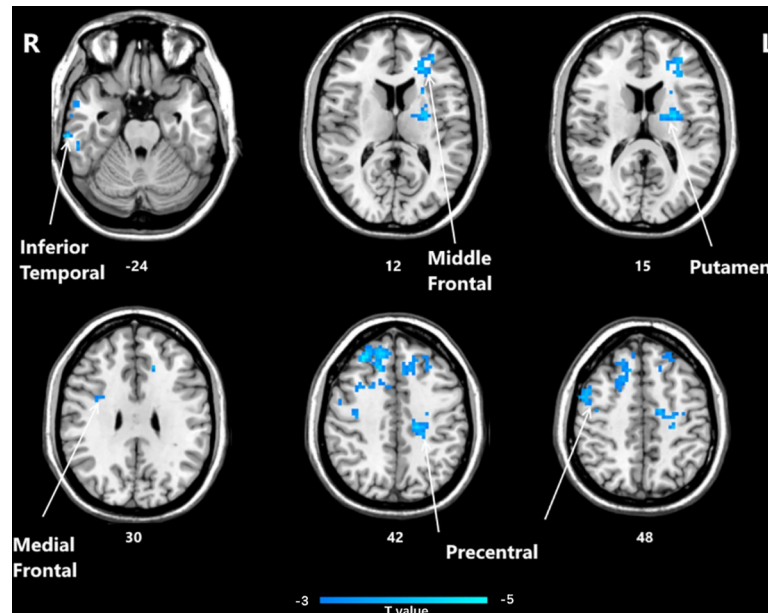 R
L
Inferior
Temporal
-24
12
Middle
Frontal
15
Putamen
Medial
Frontal
30
42
Precentral
48
-3
-5
T value